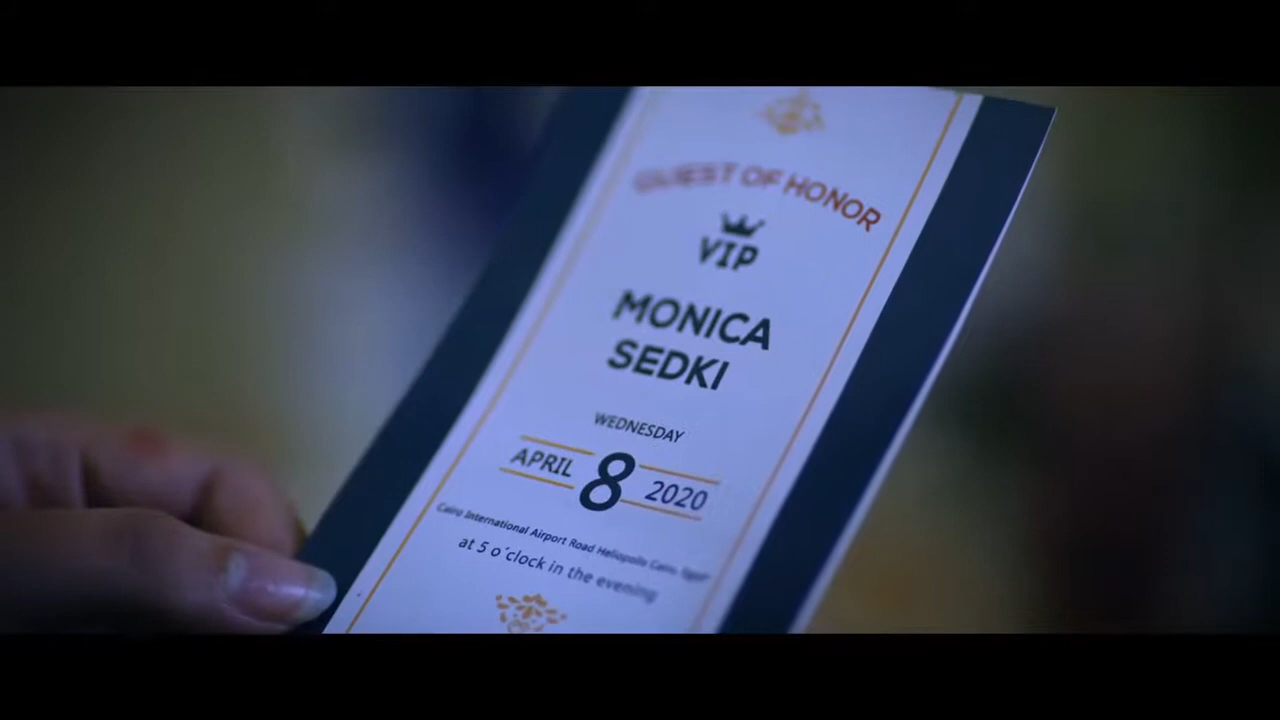 GUEST OF HONOR
VIP
MONICA
SEDKI
WEDNESDAY
APRIL 8 2020
Cairo International Airport Road Heliopolis Cairo, Egypt
at 5 o'clock in the evening